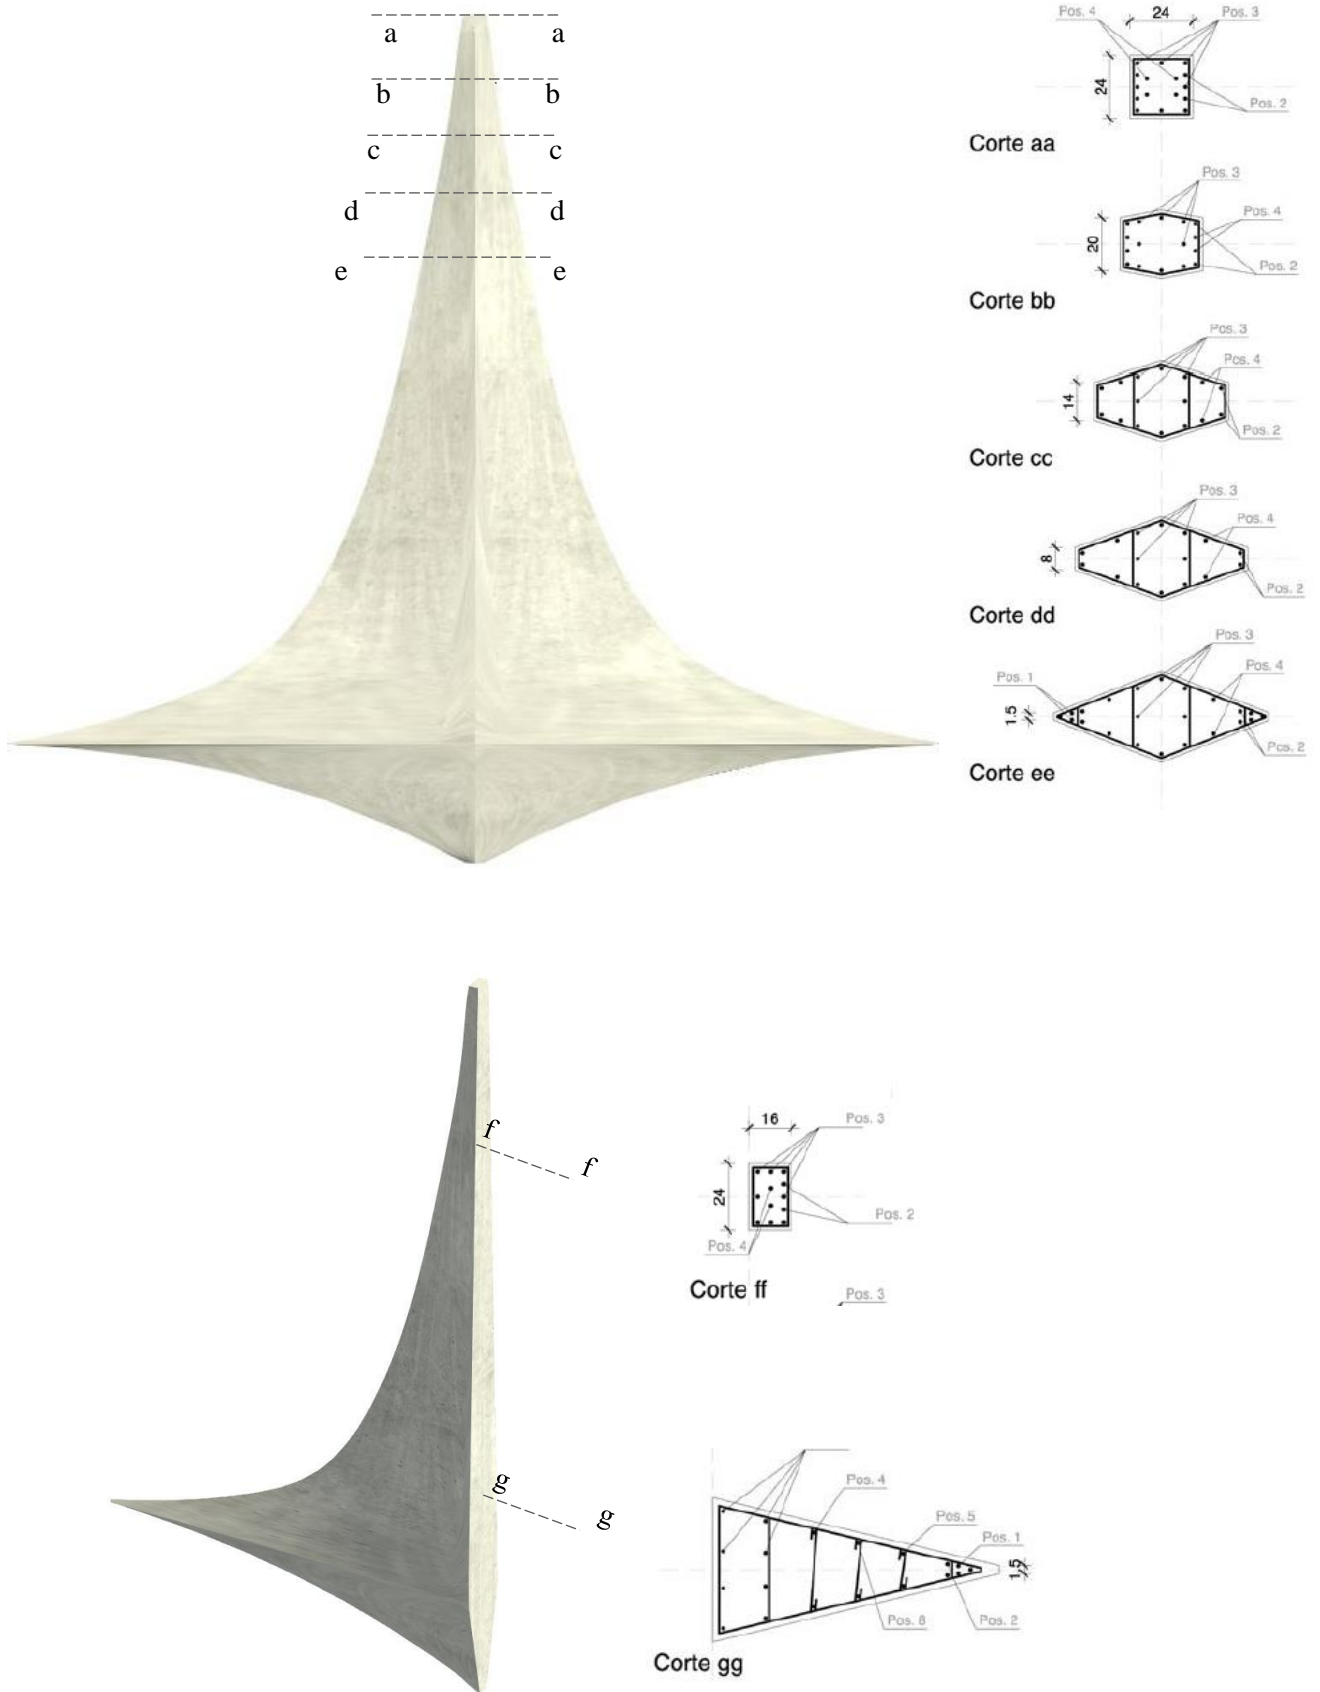 a a
b b
c c
d d
e e
Pos. 4 24 Pos. 3
24
Pos. 2
Corte aa
Pos. 3
Pos. 4
20
Pos. 2
Corte bb
Pos. 3
Pos. 4
14
Pos. 2
Corte cc
Pos. 3
Pos. 4
8
Pos. 2
Corte dd
Pos. 3
Pos. 4
Pos. 1
1.5
Pos. 2
Corte ee
f f
16 Pos. 3
24
Pos. 2
Pos. 4
Corte ff
Pos. 3
g g
Pos. 4
Pos. 5
Pos. 1
1.5
Pos. 8 Pos. 2
Corte gg